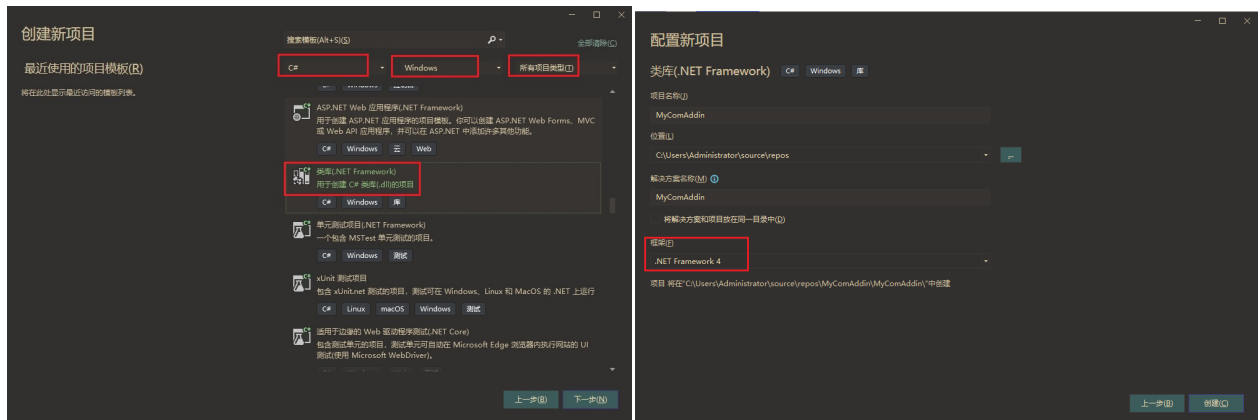 创建新项目
最近使用的项目模板(R)
将在此处显示最近访问的模板列表。
搜索模板(Alt+S)(S)
全部清除(C)
C#
Windows
所有项目类型(T)
ASP.NET Web 应用程序(.NET Framework)
用于创建 ASP.NET 应用程序的项目模板。你可以创建 ASP.NET Web Forms、MVC
或 Web API 应用程序，并可以在 ASP.NET 中添加许多其他功能。
C# Windows 云 Web
类库(.NET Framework)
用于创建 C# 类库(.dll)的项目
C# Windows 库
单元测试项目(.NET Framework)
一个包含 MSTest 单元测试的项目。
C# Windows 测试
xUnit 测试项目
包含 xUnit.net 测试的项目，测试可在 Windows、Linux 和 MacOS 的 .NET 上运行
C# Linux macOS Windows 测试
适用于边缘的 Web 驱动程序测试(.NET Core)
包含测试单元的项目，测试单元可自动在 Microsoft Edge 浏览器内执行网站的 UI
测试(使用 Microsoft WebDriver)。
上一步(B)
下一步(N)
配置新项目
类库(.NET Framework) C# Windows 库
项目名称(J)
MyComAddin
位置(L)
C:\Users\Administrator\source\repos
...
解决方案名称(M)
MyComAddin
将解决方案和项目放在同一目录中(D)
框架(F)
.NET Framework 4
项目 将在"C:\Users\Administrator\source\repos\MyComAddin\MyComAddin\"中创建
上一步(B)
创建(C)